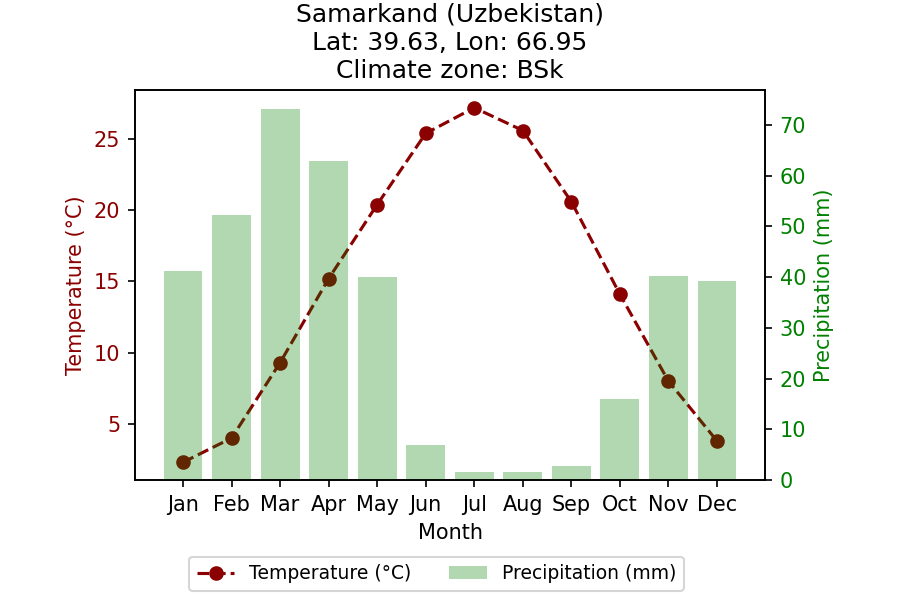 Samarkand (Uzbekistan)
Lat: 39.63, Lon: 66.95
Climate zone: BSk
Temperature (°C)
25
20
15
10
5
70
60
50
40
30
20
10
0
Precipitation (mm)
Jan Feb Mar Apr May Jun Jul Aug Sep Oct Nov Dec
Month
Temperature (°C) Precipitation (mm)